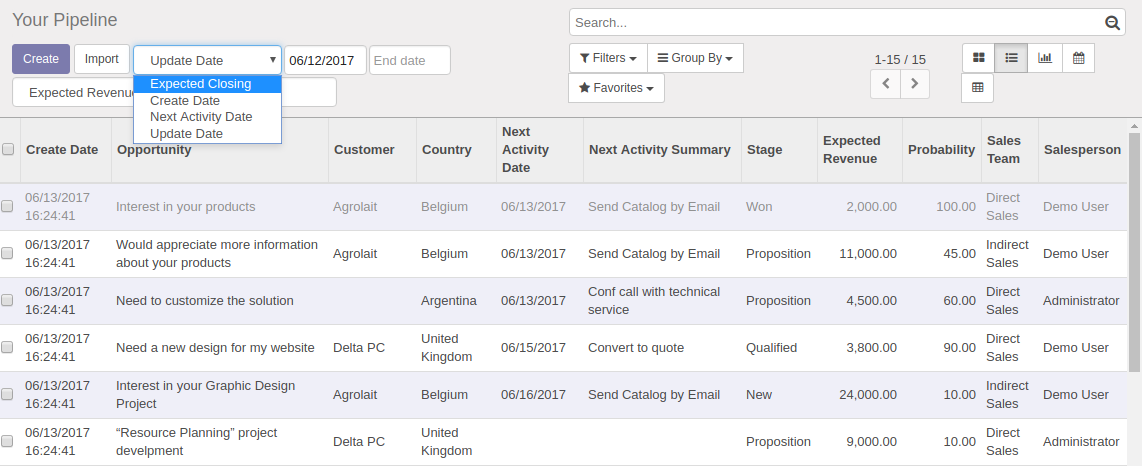 Your Pipeline
Search...
Create Import Update Date 06/12/2017 End date
Filters Group By 1-15 / 15
Expected Revenue
Favorites
Expected Closing
Create Date
Next Activity Date
Update Date
Create Date Opportunity Customer Country Next Activity Date Next Activity Summary Stage Expected Revenue Probability Sales Team Salesperson
06/13/2017 16:24:41 Interest in your products Agrolait Belgium 06/13/2017 Send Catalog by Email Won 2,000.00 100.00 Direct Sales Demo User
06/13/2017 16:24:41 Would appreciate more information about your products Agrolait Belgium 06/13/2017 Send Catalog by Email Proposition 11,000.00 45.00 Indirect Sales Demo User
06/13/2017 16:24:41 Need to customize the solution Argentina 06/13/2017 Conf call with technical service Proposition 4,500.00 60.00 Direct Sales Administrator
06/13/2017 16:24:41 Need a new design for my website Delta PC United Kingdom 06/15/2017 Convert to quote Qualified 3,800.00 90.00 Direct Sales Demo User
06/13/2017 16:24:41 Interest in your Graphic Design Project Agrolait Belgium 06/16/2017 Send Catalog by Email New 24,000.00 10.00 Indirect Sales Demo User
06/13/2017 16:24:41 “Resource Planning” project develpment Delta PC United Kingdom Proposition 9,000.00 10.00 Direct Sales Administrator